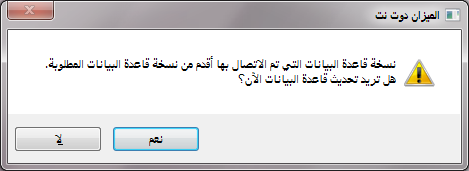 الميزان دوت نت
نسخة قاعدة البيانات التي تم الاتصال بها أقدم من نسخة قاعدة البيانات المطلوبة.
هل تريد تحديث قاعدة البيانات الآن؟
نعم
لا